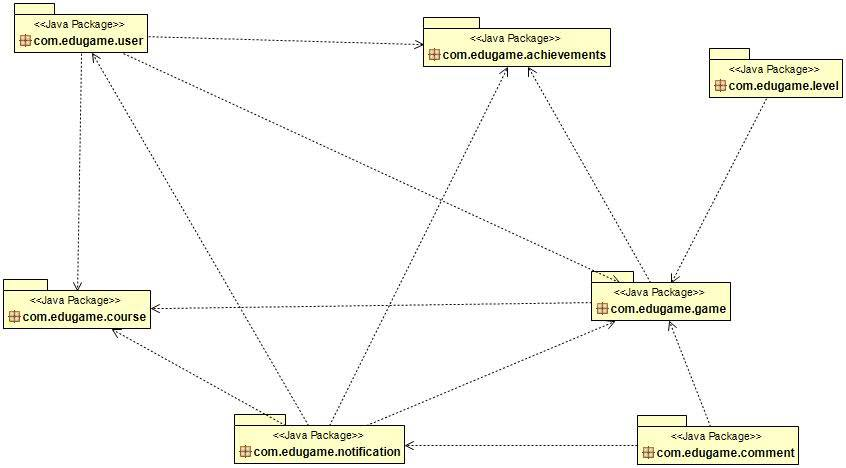 <<Java Package>>
com.edugame.user
<<Java Package>>
com.edugame.achievements
<<Java Package>>
com.edugame.level
<<Java Package>>
com.edugame.course
<<Java Package>>
com.edugame.game
<<Java Package>>
com.edugame.notification
<<Java Package>>
com.edugame.comment